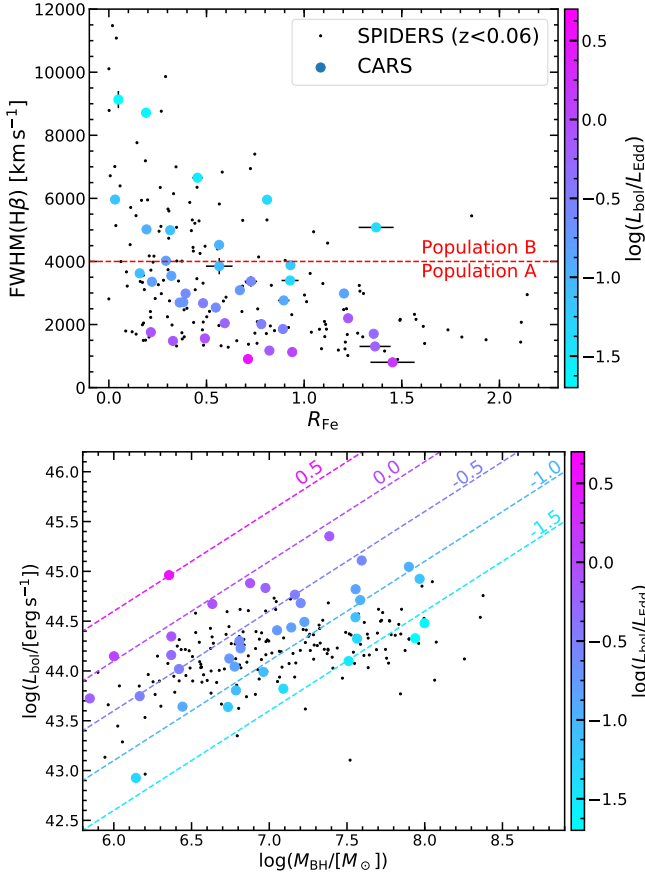 12000
10000
8000
6000
4000
2000
0
FWHM(Hβ) [km s⁻¹]
SPIDERS (z<0.06)
CARS
Population B
Population A
0.0 0.5 1.0 1.5 2.0
R_Fe
0.5
0.0
−0.5
−1.0
−1.5
log(L_bol/L_Edd)
46.0
45.5
45.0
44.5
44.0
43.5
43.0
42.5
log(L_bol/[erg s⁻¹])
0.5
0.0
-0.5
-1.0
-1.5
6.0 6.5 7.0 7.5 8.0 8.5
log(M_BH/[M_⊙])
0.5
0.0
−0.5
−1.0
−1.5
log(L_bol/L_Edd)